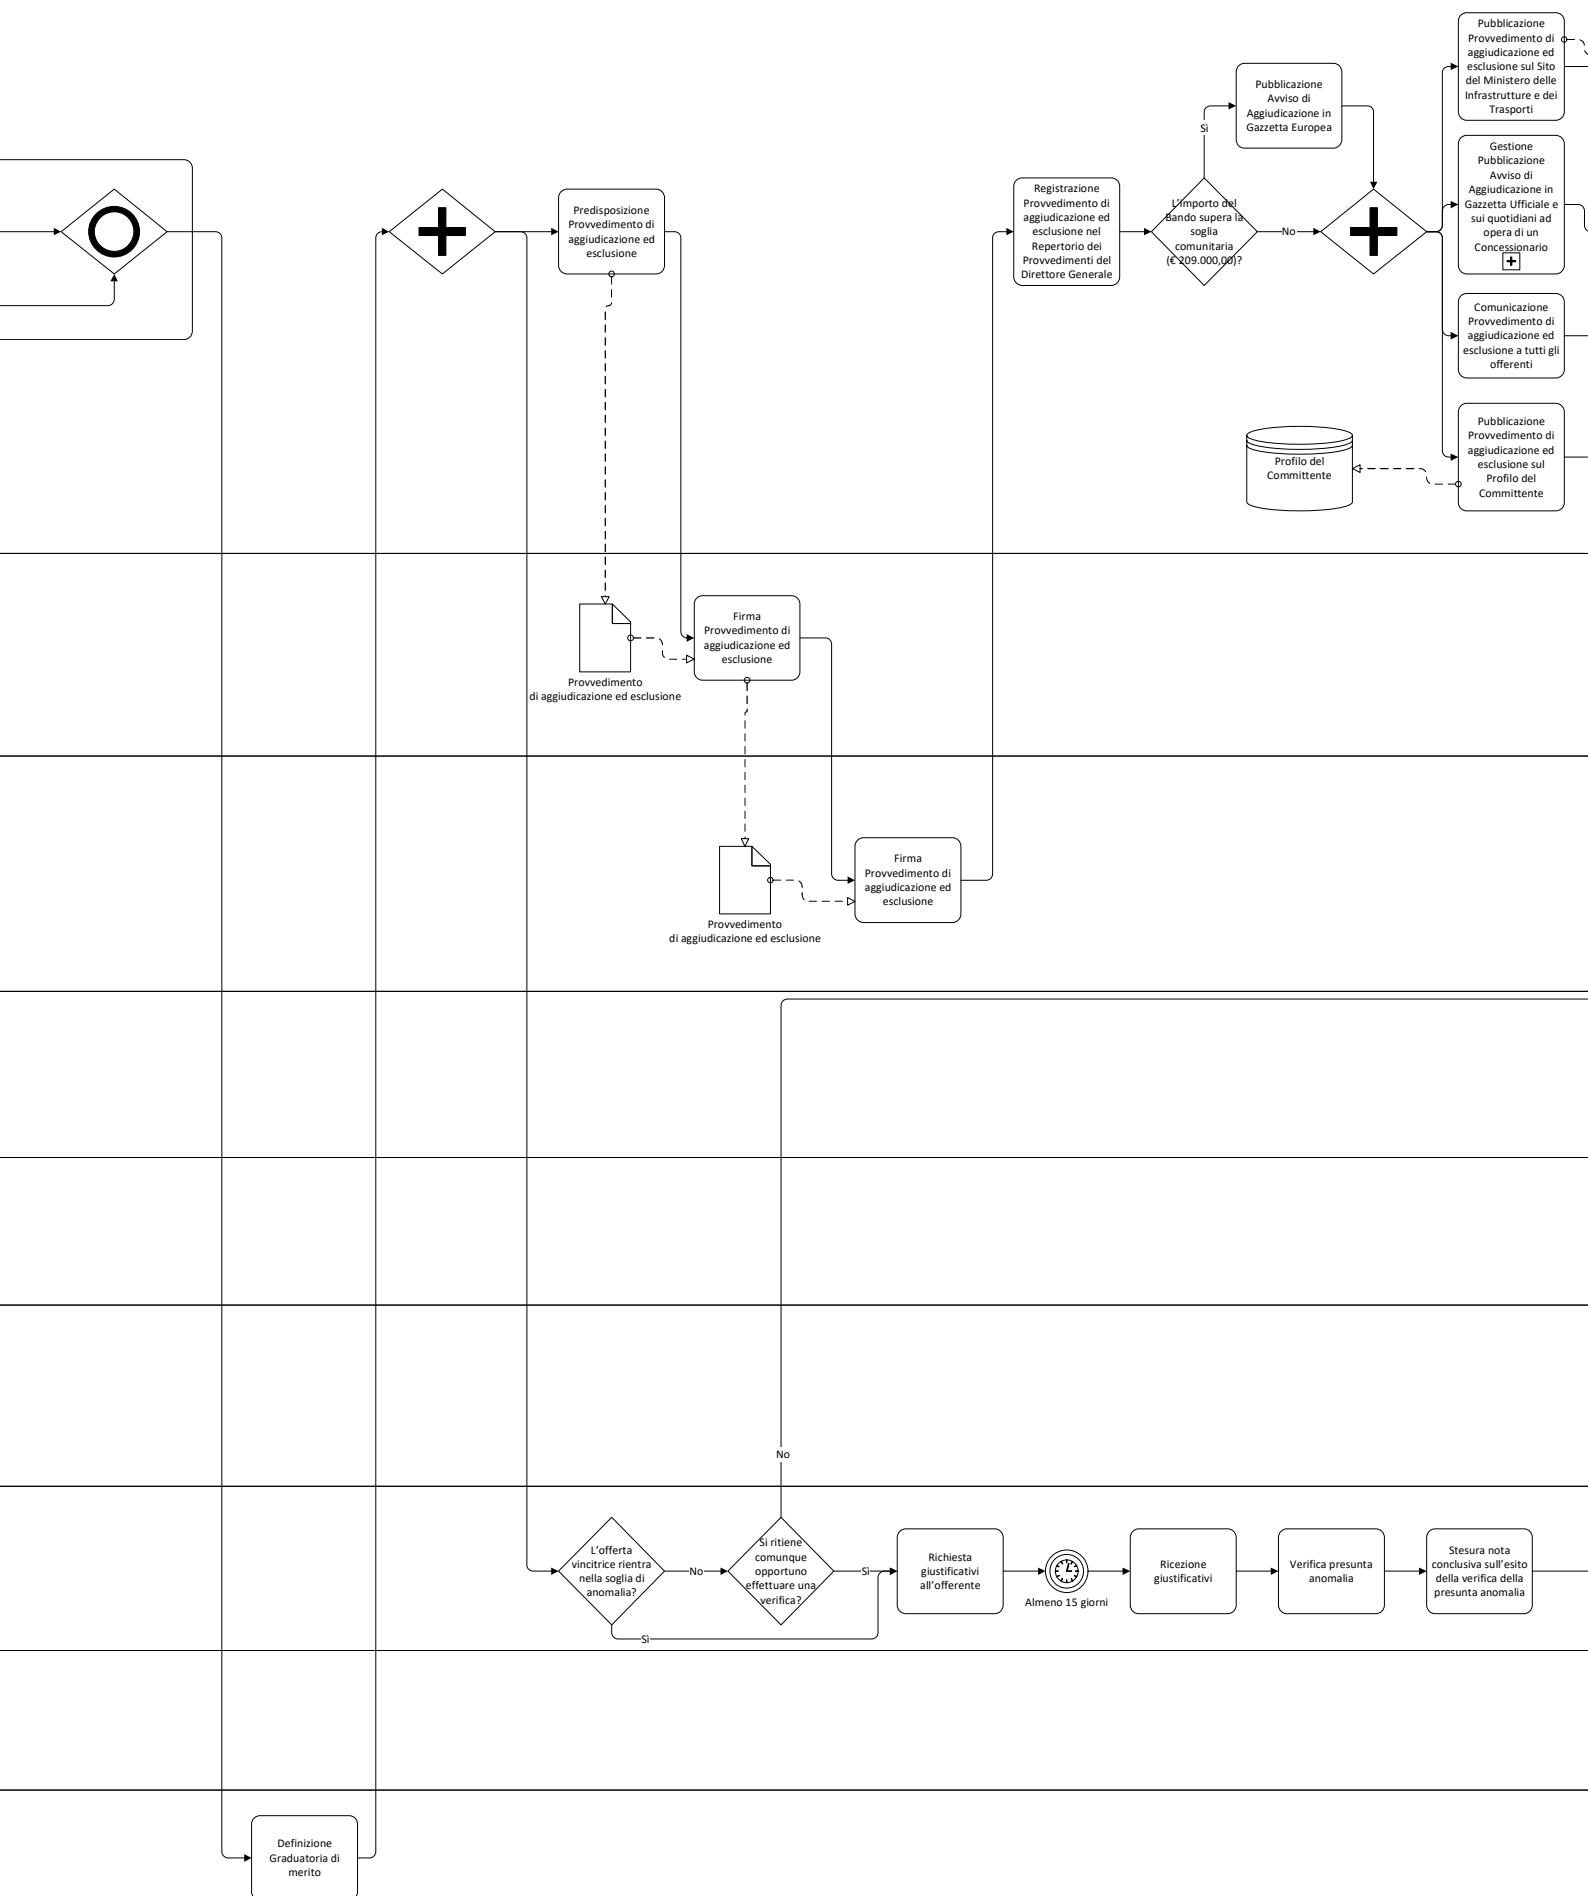 Pubblicazione
Provvedimento di
aggiudicazione ed
esclusione sul Sito
del Ministero delle
Infrastrutture e dei
Trasporti
Pubblicazione
Avviso di
Aggiudicazione in
Gazzetta Europea
Sì
Gestione
Pubblicazione
Avviso di
Aggiudicazione in
Gazzetta Ufficiale e
sui quotidiani ad
opera di un
Concessionario
Predisposizione
Provvedimento di
aggiudicazione ed
esclusione
Registrazione
Provvedimento di
aggiudicazione ed
esclusione nel
Repertorio dei
Provvedimenti del
Direttore Generale
L'Importo del
Bando supera la
soglia
comunitaria
(€ 209.000,00)?
No
Comunicazione
Provvedimento di
aggiudicazione ed
esclusione a tutti gli
offerenti
Profilo del
Committente
Pubblicazione
Provvedimento di
aggiudicazione ed
esclusione sul
Profilo del
Committente
Firma
Provvedimento di
aggiudicazione ed
esclusione
Provvedimento
di aggiudicazione ed esclusione
Firma
Provvedimento di
aggiudicazione ed
esclusione
Provvedimento
di aggiudicazione ed esclusione
No
L'offerta
vincitrice rientra
nella soglia di
anomalia?
No
Si ritiene
comunque
opportuno
effettuare una
verifica?
Sì
Richiesta
giustificativi
all'offerente
Almeno 15 giorni
Ricezione
giustificativi
Verifica presunta
anomalia
Stesura nota
conclusiva sull'esito
della verifica della
presunta anomalia
Sì
Definizione
Graduatoria di
merito